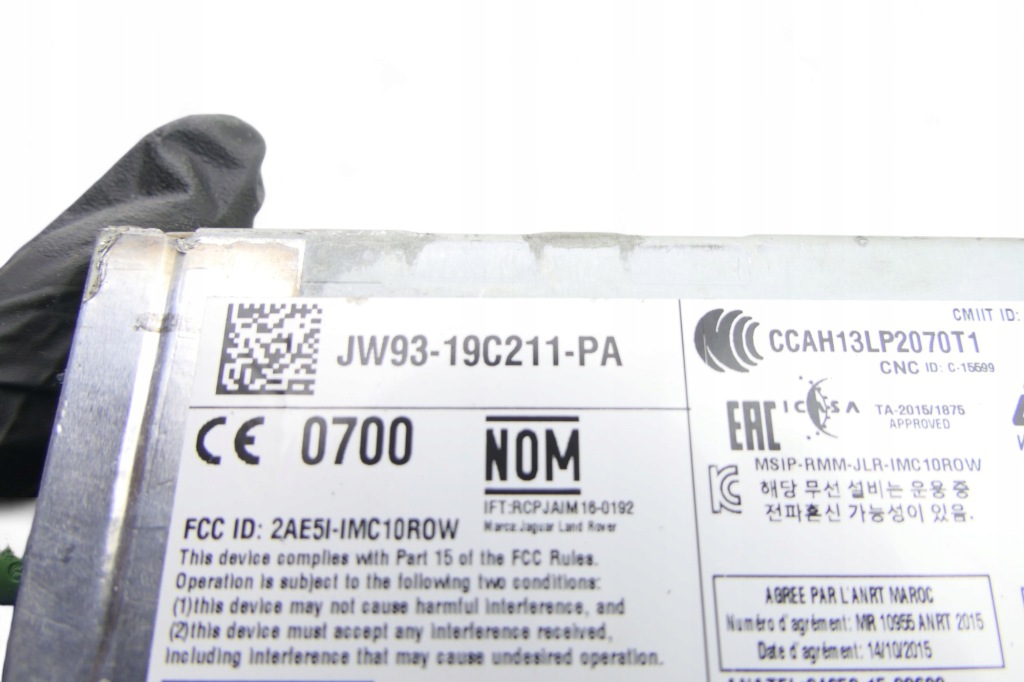 JW93-19C211-PA
CE 0700
NOM
IFT:RCPJAIM16-0192
Marca:Jaguar Land Rover
FCC ID: 2AE5I-IMC10ROW
This device complies with Part 15 of the FCC Rules.
Operation is subject to the following two conditions:
(1)this device may not cause harmful interference, and
(2)this device must accept any interference received,
including interference that may cause undesired operation.
CMIIT ID:
CCAH13LP2070T1
CNC ID: C-15699
EAC
ICASA
TA-2015/1875
APPROVED
MSIP-RMM-JLR-IMC10ROW
해당 무선 설비는 운용 중
전파혼신 가능성이 있음.
AGREE PAR L'ANRT MAROC
Numéro d'agrément: MR 10955 ANRT 2015
Date d'agrément: 14/10/2015